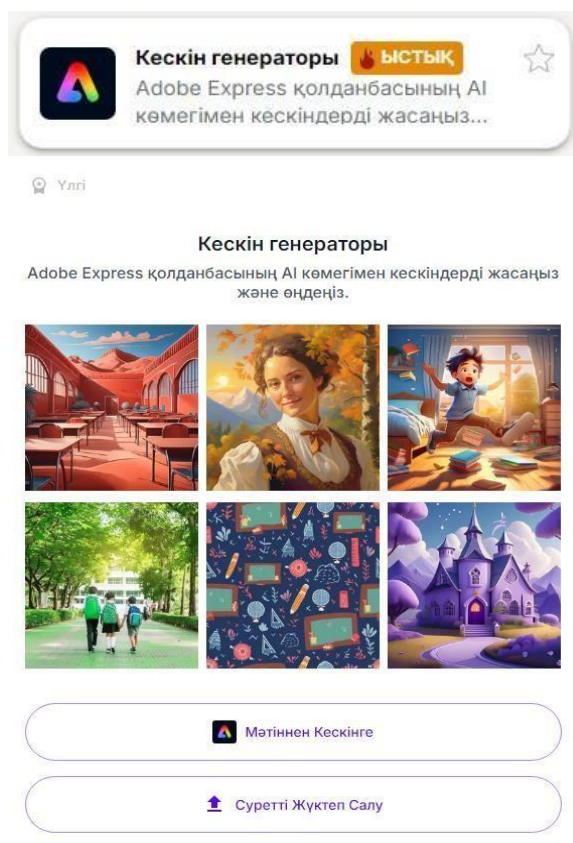 Кескін генераторы ЫСТЫҚ
Adobe Express қолданбасының AI
көмегімен кескіндерді жасаңыз...
Үлгі
Кескін генераторы
Adobe Express қолданбасының AI көмегімен кескіндерді жасаңыз
және өңдеңіз.
Мәтіннен Кескінге
Суретті Жүктеп Салу